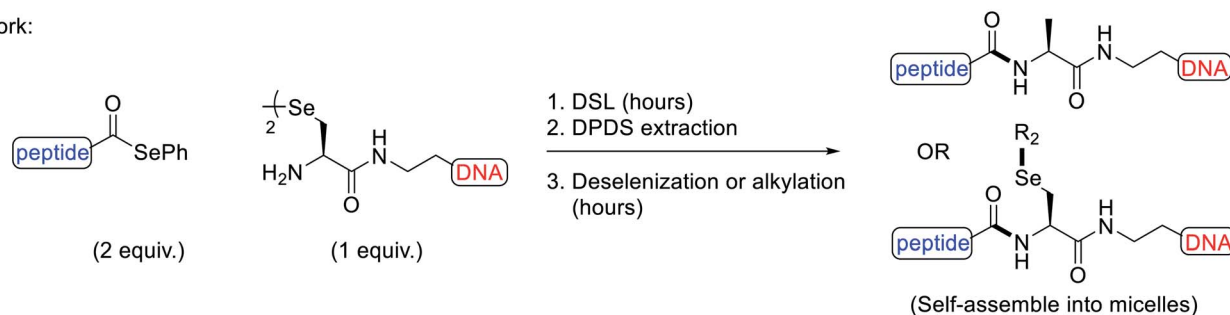 ork:
O
peptide
SePh
(2 equiv.)
2
Se
H2N
O
H
N
DNA
(1 equiv.)
1. DSL (hours)
2. DPDS extraction
3. Deselenization or alkylation
(hours)
O
peptide
N
H
O
H
N
DNA
OR
R2
Se
O
peptide
N
H
O
H
N
DNA
(Self-assemble into micelles)